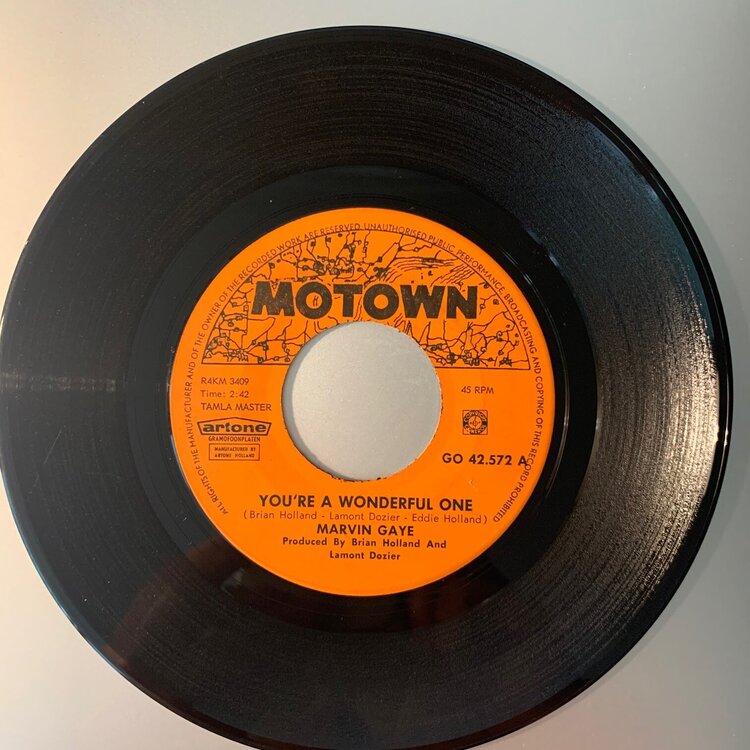 ALL RIGHTS OF THE MANUFACTURER AND OF THE OWNER OF THE RECORDED WORK ARE RESERVED. UNAUTHORISED PUBLIC PERFORMANCE, BROADCASTING AND COPYING OF THIS RECORD PROHIBITED
MOTOWN
R4KM 3409
Time: 2:42
TAMLA MASTER
45 RPM
artone
GRAMOFOONPLATEN
MANUFACTURED BY
ARTONE HOLLAND
GO 42.572 A
YOU'RE A WONDERFUL ONE
(Brian Holland - Lamont Dozier - Eddie Holland)
MARVIN GAYE
Produced By Brian Holland And
Lamont Dozier